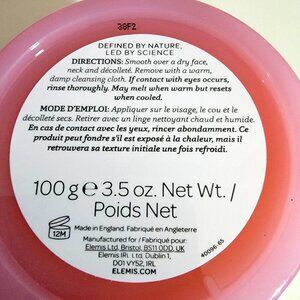 38F2
DEFINED BY NATURE,
LED BY SCIENCE
DIRECTIONS: Smooth over a dry face,
neck and décolleté. Remove with a warm,
damp cleansing cloth. If contact with eyes occurs,
rinse thoroughly. May melt when warm but resets
when cooled.
MODE D'EMPLOI: Appliquer sur le visage, le cou et le
décolleté secs. Retirer avec un linge nettoyant chaud et humide.
En cas de contact avec les yeux, rincer abondamment. Ce
produit peut fondre s'il est exposé à la chaleur, mais il
retrouvera sa texture initiale une fois refroidi.
100 g e 3.5 oz. Net Wt. /
Poids Net
12M
Made in England. Fabriqué en Angleterre
Manufactured for / Fabriqué pour:
Elemis Ltd, Bristol, BS11 0DD, UK
Elemis IRL Ltd, Dublin 1,
D01 VY52, IRL
ELEMIS.COM
40096-65